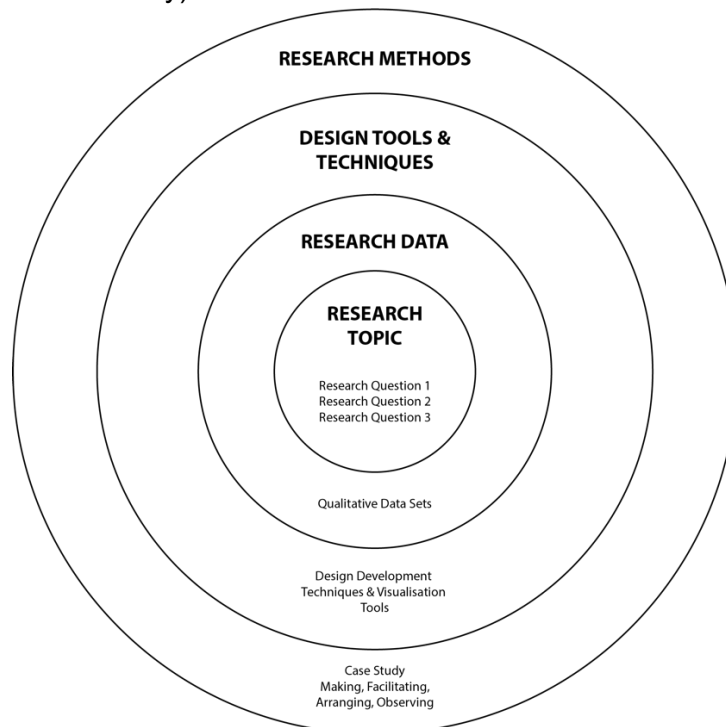 RESEARCH METHODS
DESIGN TOOLS &
TECHNIQUES
RESEARCH DATA
RESEARCH
TOPIC
Research Question 1
Research Question 2
Research Question 3
Qualitative Data Sets
Design Development
Techniques & Visualisation
Tools
Case Study
Making, Facilitating,
Arranging, Observing